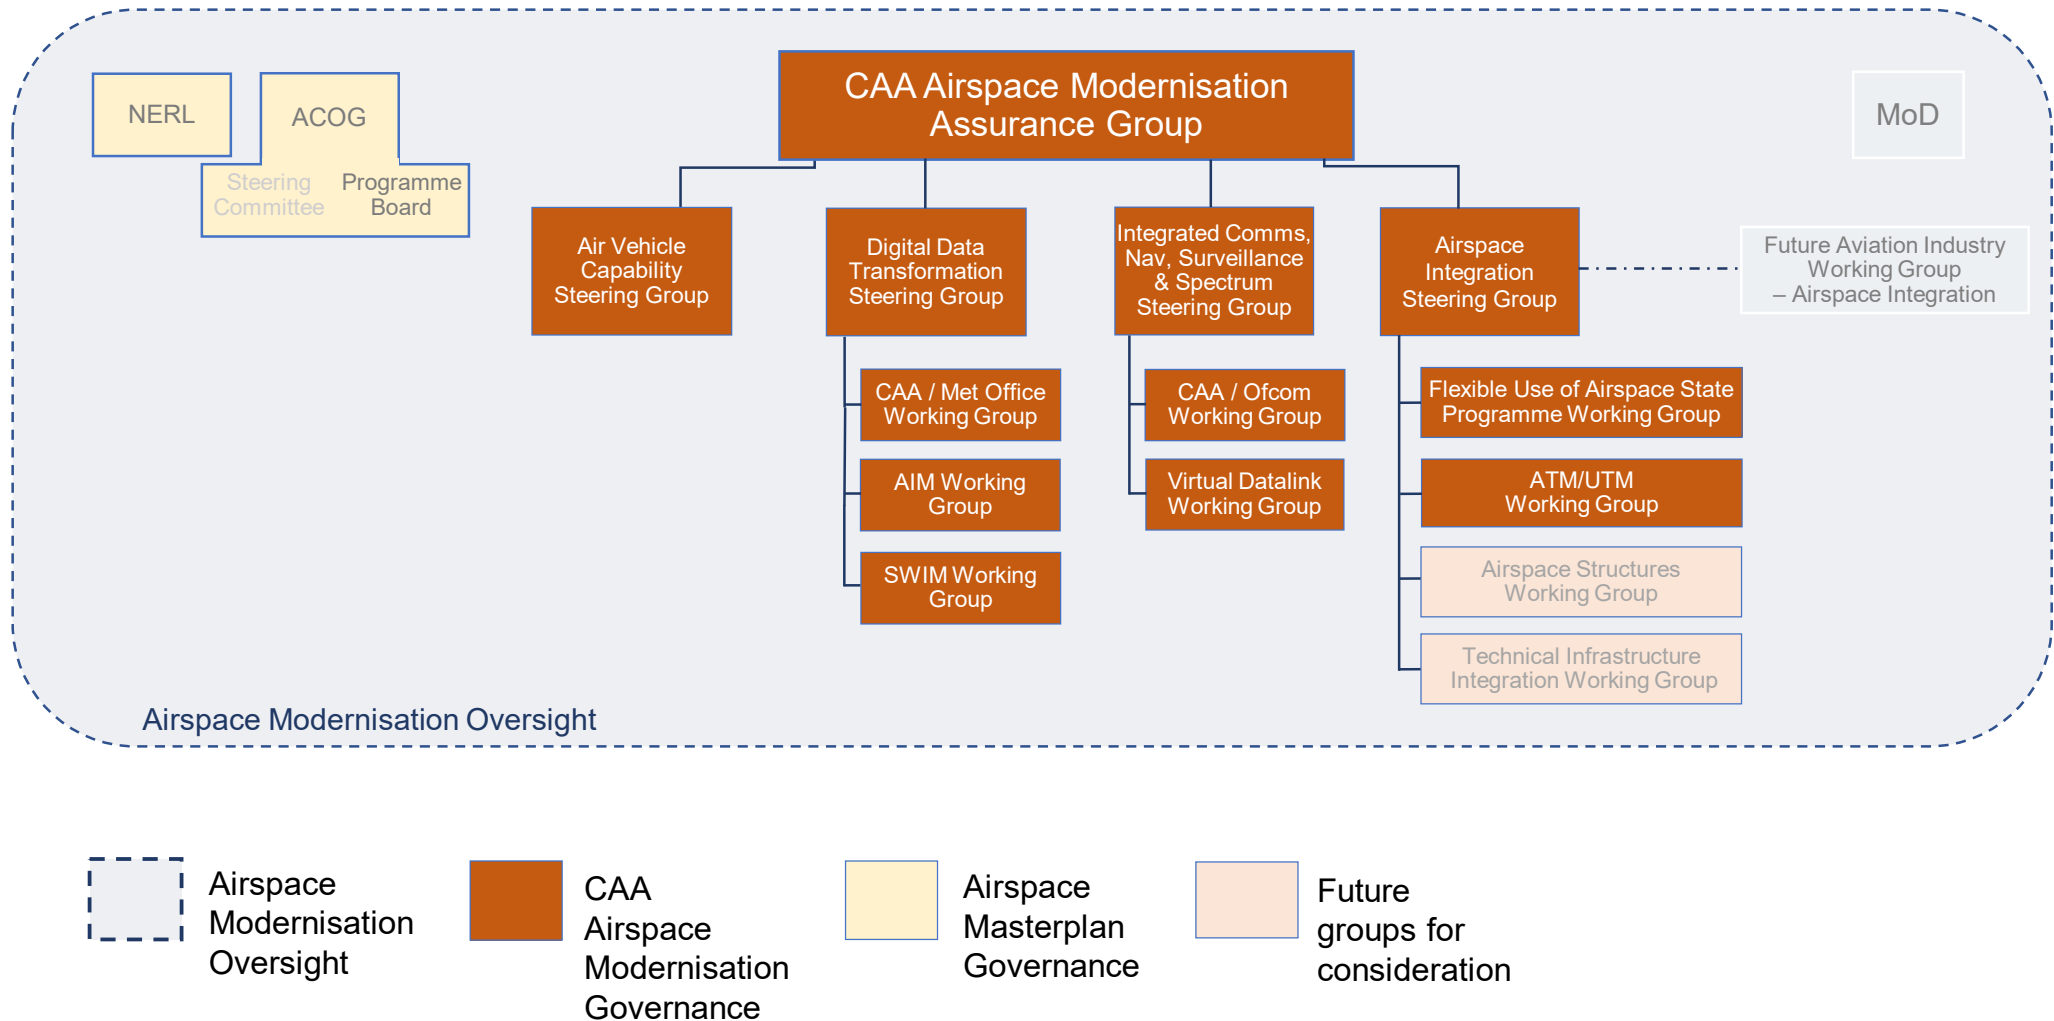 NERL
ACOG
Steering
Committee
Programme
Board
CAA Airspace Modernisation
Assurance Group
MoD
Air Vehicle
Capability
Steering Group
Digital Data
Transformation
Steering Group
Integrated Comms,
Nav, Surveillance
& Spectrum
Steering Group
Airspace
Integration
Steering Group
Future Aviation Industry
Working Group
– Airspace Integration
CAA / Met Office
Working Group
AIM Working
Group
SWIM Working
Group
CAA / Ofcom
Working Group
Virtual Datalink
Working Group
Flexible Use of Airspace State
Programme Working Group
ATM/UTM
Working Group
Airspace Structures
Working Group
Technical Infrastructure
Integration Working Group
Airspace Modernisation Oversight
Airspace
Modernisation
Oversight
CAA
Airspace
Modernisation
Governance
Airspace
Masterplan
Governance
Future
groups for
consideration